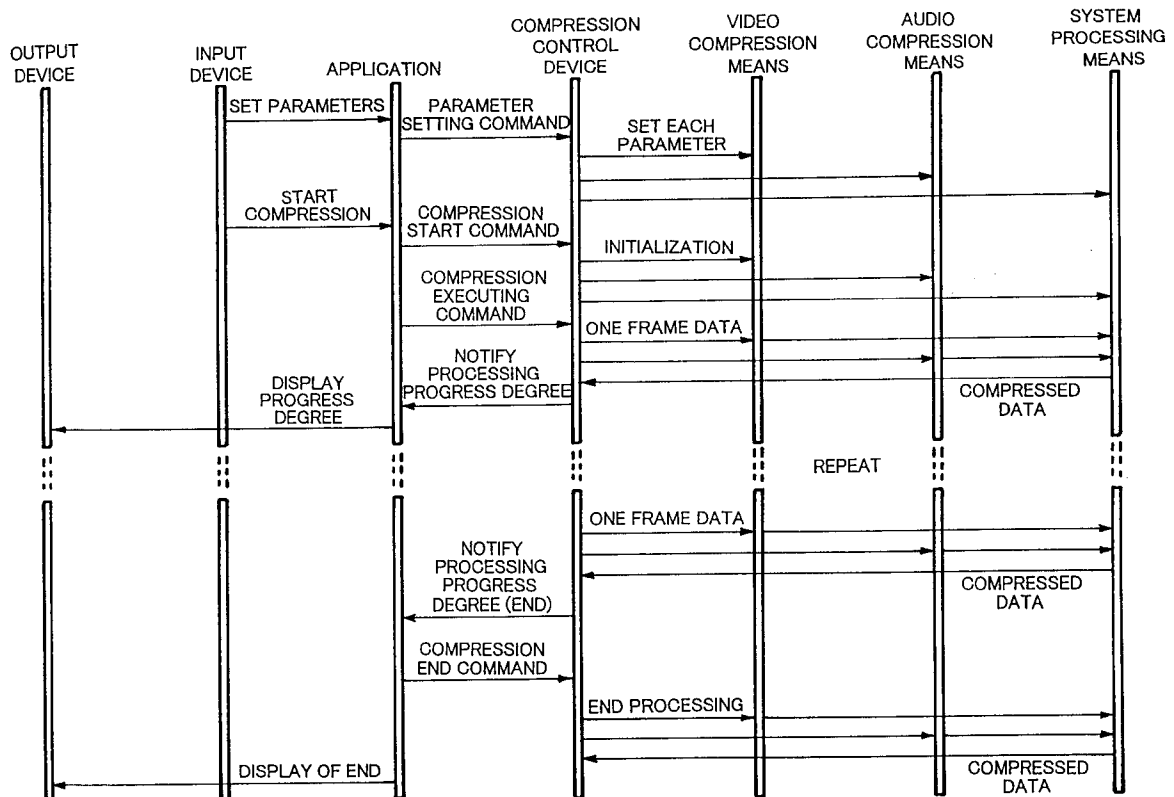 OUTPUT
DEVICE
INPUT
DEVICE
APPLICATION
COMPRESSION
CONTROL
DEVICE
VIDEO
COMPRESSION
MEANS
AUDIO
COMPRESSION
MEANS
SYSTEM
PROCESSING
MEANS
SET PARAMETERS
PARAMETER
SETTING COMMAND
SET EACH
PARAMETER
START
COMPRESSION
COMPRESSION
START COMMAND
INITIALIZATION
COMPRESSION
EXECUTING
COMMAND
ONE FRAME DATA
NOTIFY
PROCESSING
PROGRESS DEGREE
COMPRESSED
DATA
DISPLAY
PROGRESS
DEGREE
REPEAT
ONE FRAME DATA
NOTIFY
PROCESSING
PROGRESS
DEGREE (END)
COMPRESSED
DATA
COMPRESSION
END COMMAND
END PROCESSING
COMPRESSED
DATA
DISPLAY OF END